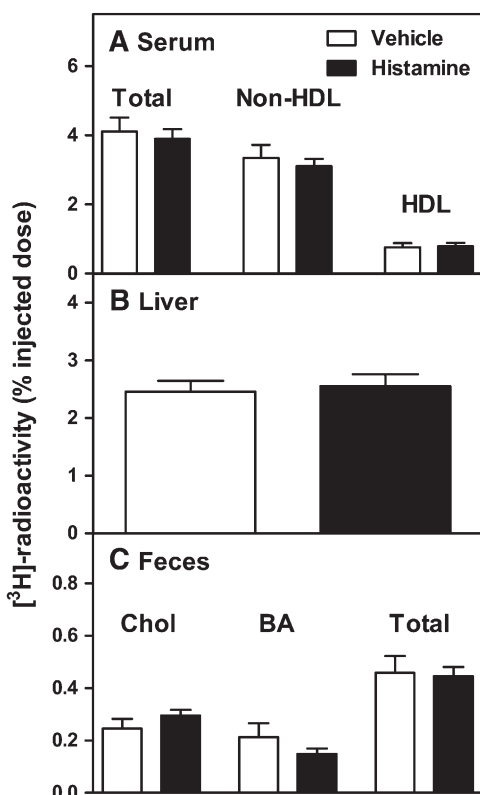 A Serum
Vehicle
Histamine
Total
Non-HDL
HDL
6
4
2
0
B Liver
4
3
2
1
0
C Feces
Chol
BA
Total
0.8
0.6
0.4
0.2
0.0
[³H]-radioactivity (% injected dose)